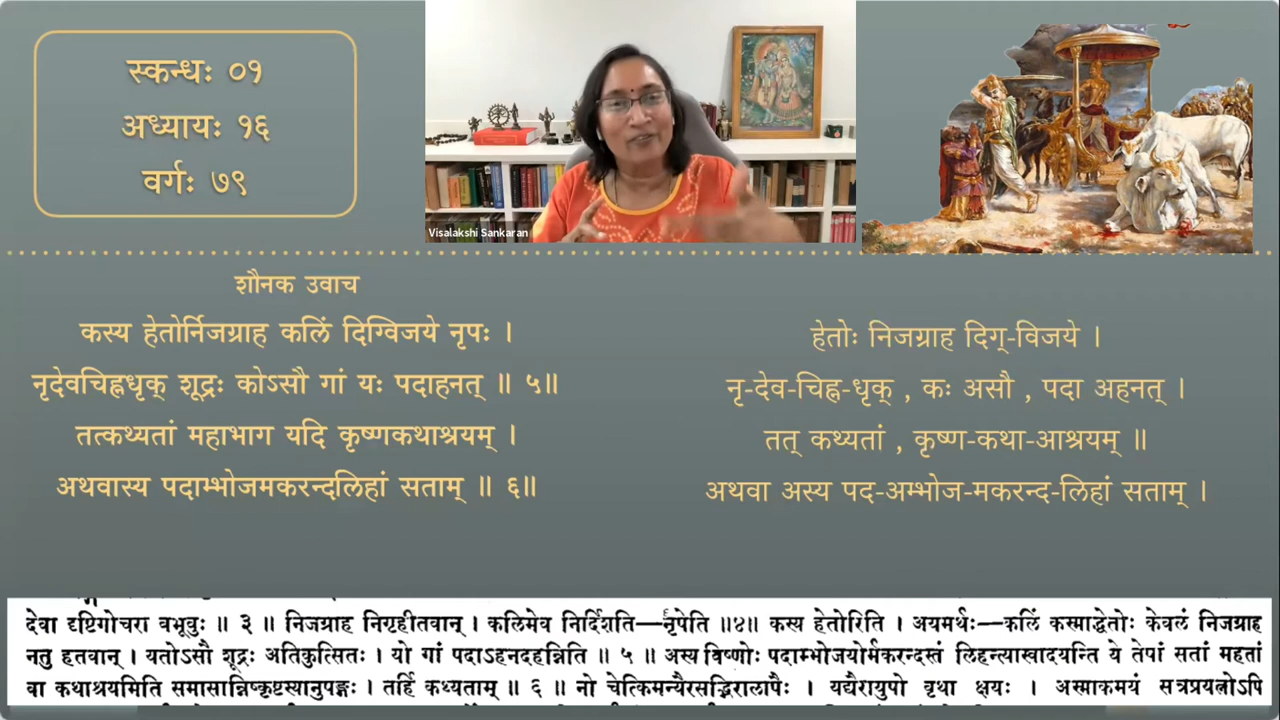 स्कन्धः ०१
अध्यायः १६
वर्गः ७९
Visalakshi Sankaran
शौनक उवाच
कस्य हेतोर्निजग्राह कलिं दिग्विजये नृपः ।
नृदेवचिह्नधृक् शूद्रः कोऽसौ गां यः पदाहनत् ॥ ५॥
तत्कथ्यतां महाभाग यदि कृष्णकथाश्रयम् ।
अथवास्य पदाम्भोजमकरन्दलिहां सताम् ॥ ६॥
हेतोः निजग्राह दिग्-विजये ।
नृ-देव-चिह्न-धृक् , कः असौ , पदा अहनत् ।
तत् कथ्यतां , कृष्ण-कथा-आश्रयम् ॥
अथवा अस्य पद-अम्भोज-मकरन्द-लिहां सताम् ।
देवा दृष्टिगोचरा बभूवुः ॥ ३ ॥ निजग्राह निगृहीतवान् । कलिमेव निर्दिशति—नृपेति ॥४॥ कस्य हेतोरिति । अयमर्थः—कलिं कस्माद्धेतोः केवलं निजग्राह
नतु हतवान् । यतोऽसौ शूद्रः अतिकुत्सितः । यो गां पदाऽहनदहन्निति ॥ ५ ॥ अस्य विष्णोः पदाम्भोजयोर्मकरन्दस्तं लिहन्त्यास्वादयन्ति ये तेषां सतां महतां
वा कथाश्रयमिति समासान्निष्कृष्टस्यानुषङ्गः । तर्हि कथ्यताम् ॥ ६ ॥ नो चेत्किमन्यैरसद्भिरालापैः । यद्यैरायुषो वृथा क्षयः । अस्माकमयं सत्रप्रयत्नोऽपि